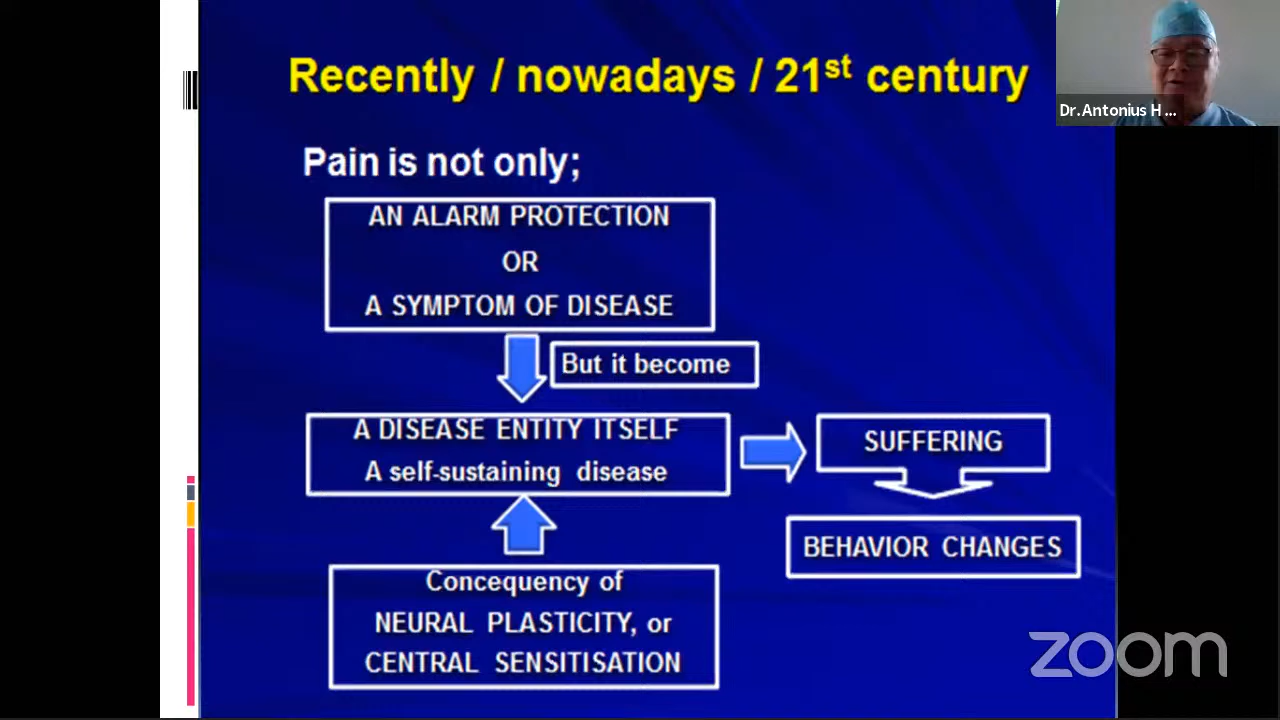 Recently / nowadays / 21st century
Dr.Antonius H ...
Pain is not only;
AN ALARM PROTECTION
OR
A SYMPTOM OF DISEASE
But it become
A DISEASE ENTITY ITSELF
A self-sustaining disease
SUFFERING
BEHAVIOR CHANGES
Concequency of
NEURAL PLASTICITY, or
CENTRAL SENSITISATION
zoom